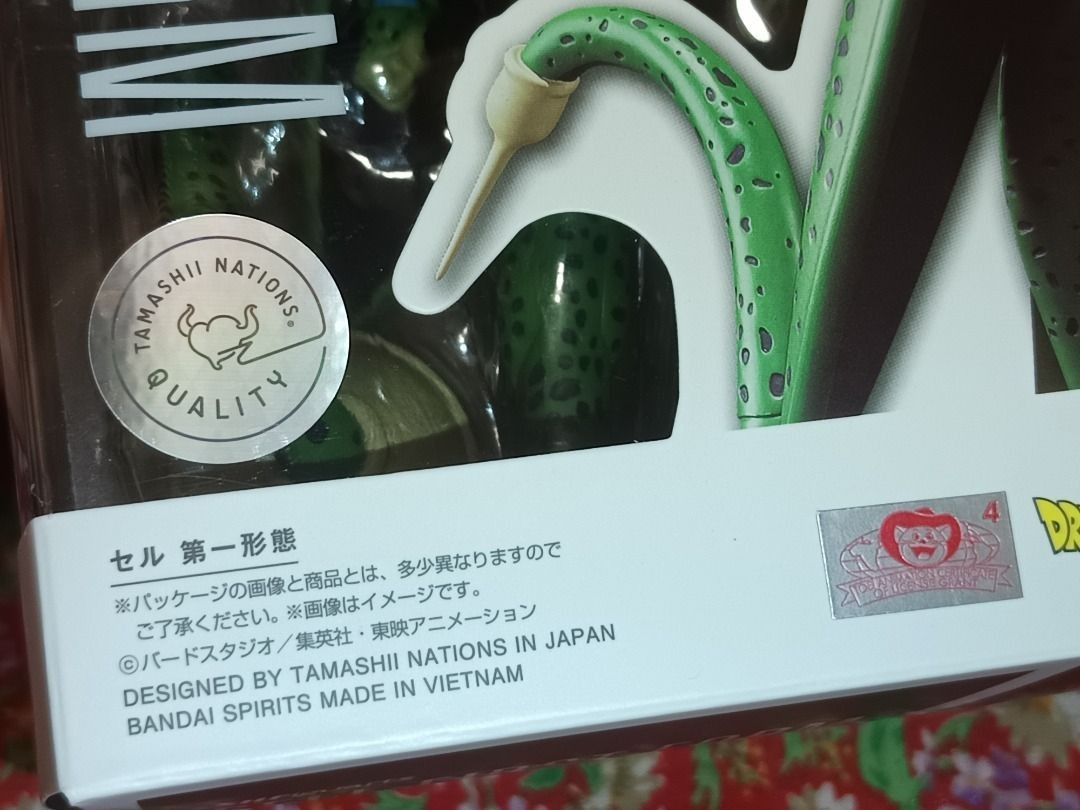 TAMASHII NATIONS®
QUALITY
セル 第一形態
※パッケージの画像と商品とは、多少異なりますので
ご了承ください。※画像はイメージです。
©バードスタジオ／集英社・東映アニメーション
DESIGNED BY TAMASHII NATIONS IN JAPAN
BANDAI SPIRITS MADE IN VIETNAM
4